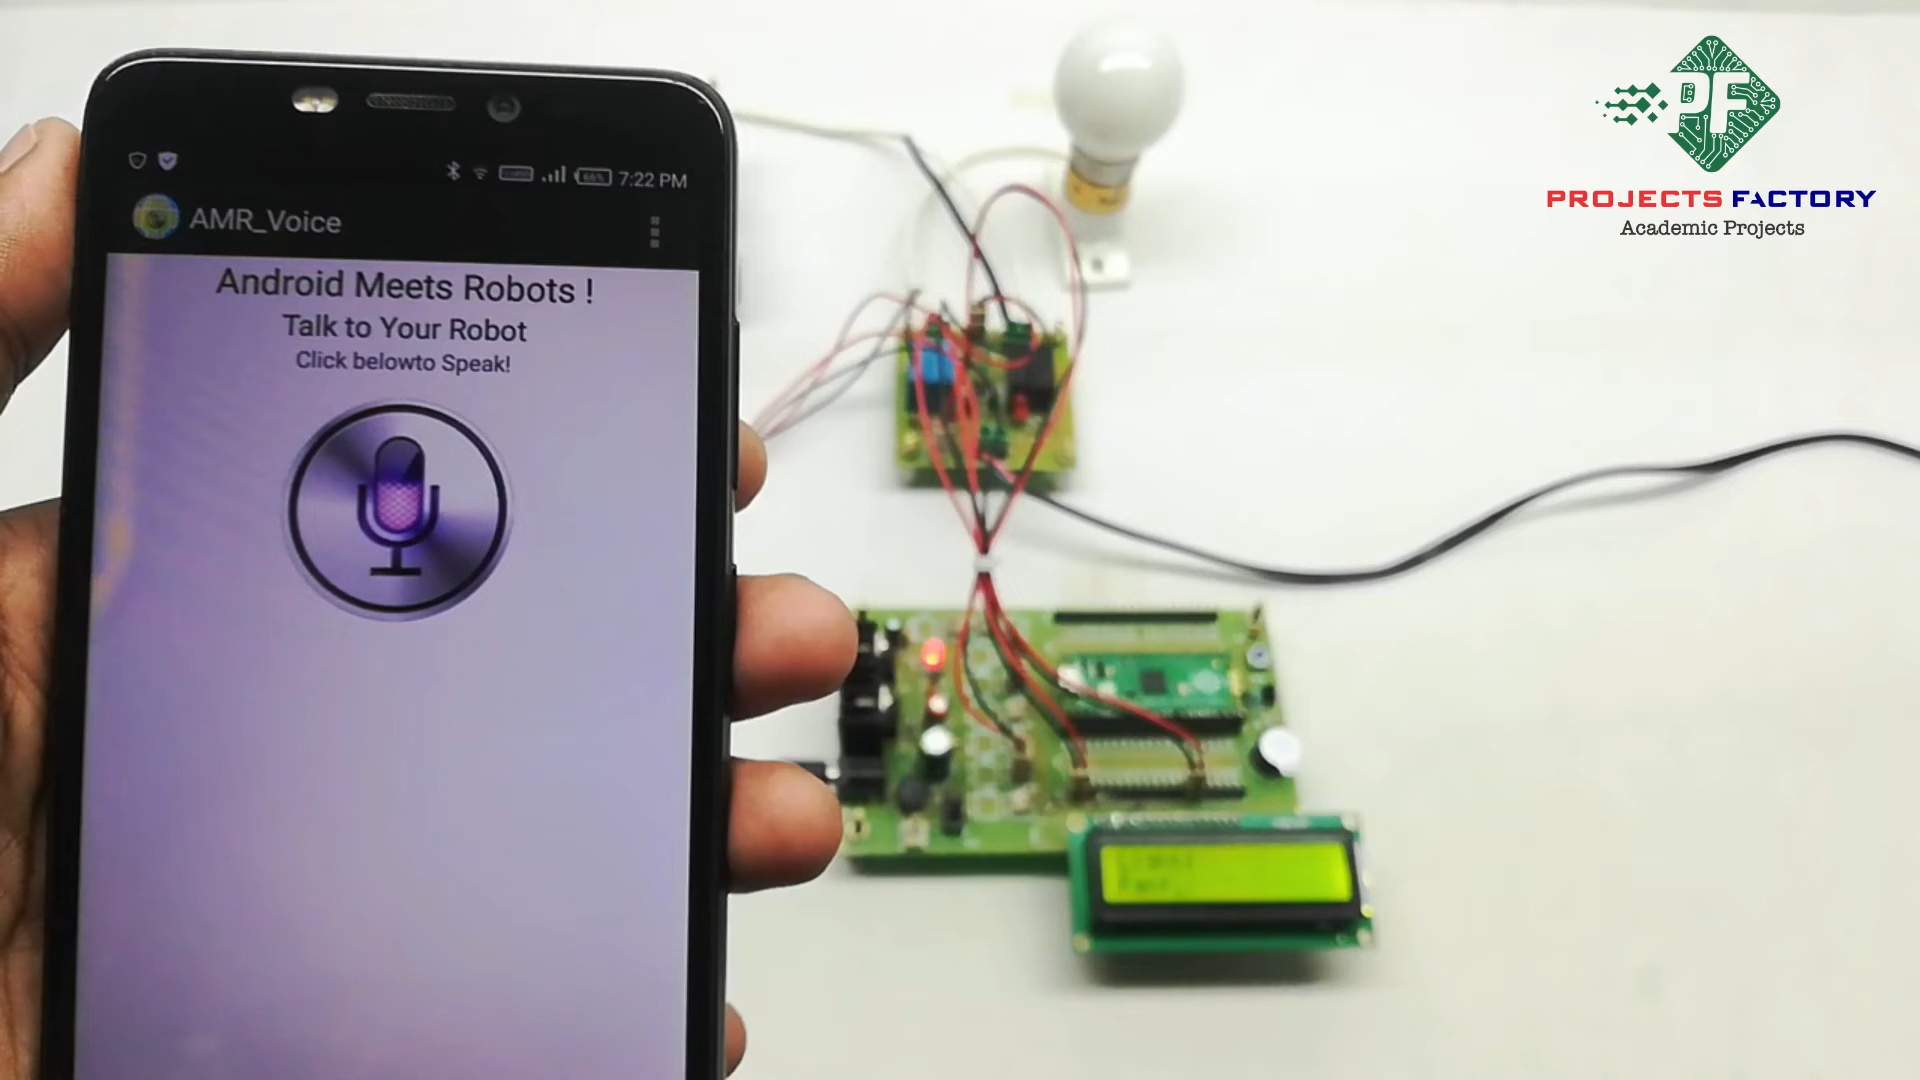 7:22 PM
AMR_Voice
Android Meets Robots !
Talk to Your Robot
Click belowto Speak!
PROJECTS FACTORY
Academic Projects